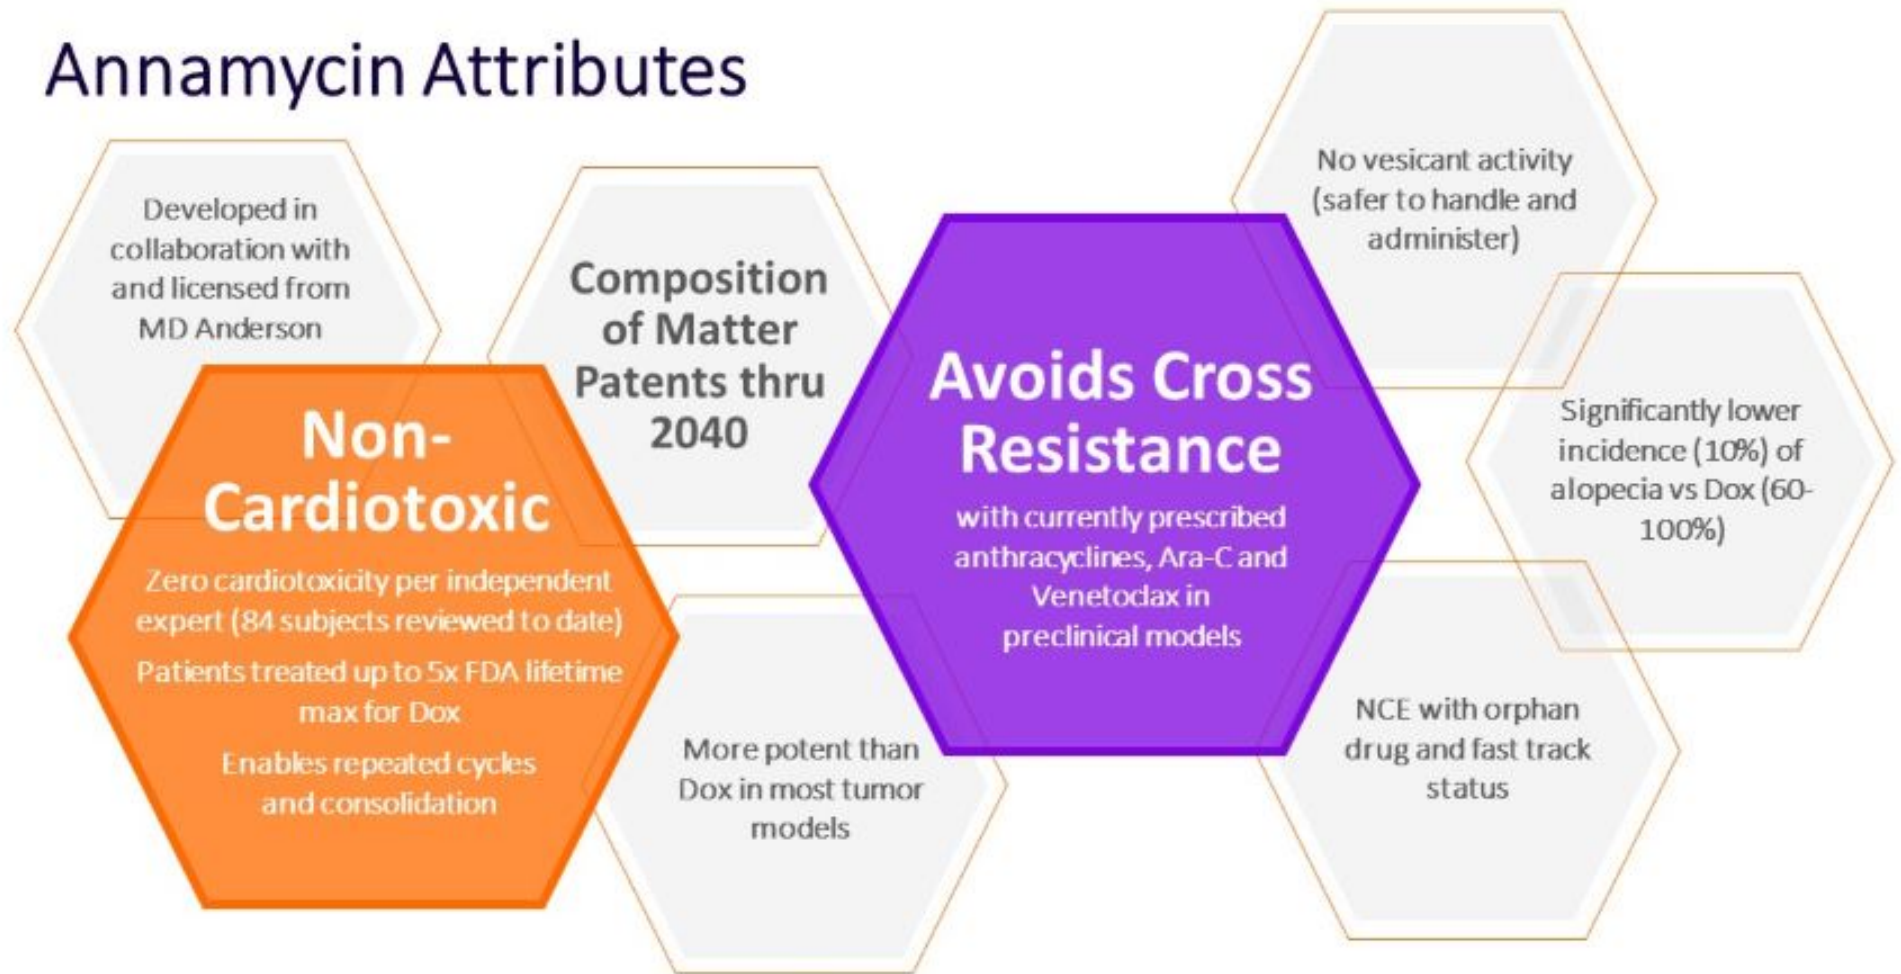 Annamycin Attributes
Developed in
collaboration with
and licensed from
MD Anderson
Non-
Cardiotoxic
Zero cardiotoxicity per independent
expert (84 subjects reviewed to date)
Patients treated up to 5x FDA lifetime
max for Dox
Enables repeated cycles
and consolidation
Composition
of Matter
Patents thru
2040
More potent than
Dox in most tumor
models
Avoids Cross
Resistance
with currently prescribed
anthracyclines, Ara-C and
Venetoclax in
preclinical models
No vesicant activity
(safer to handle and
administer)
Significantly lower
incidence (10%) of
alopecia vs Dox (60-
100%)
NCE with orphan
drug and fast track
status